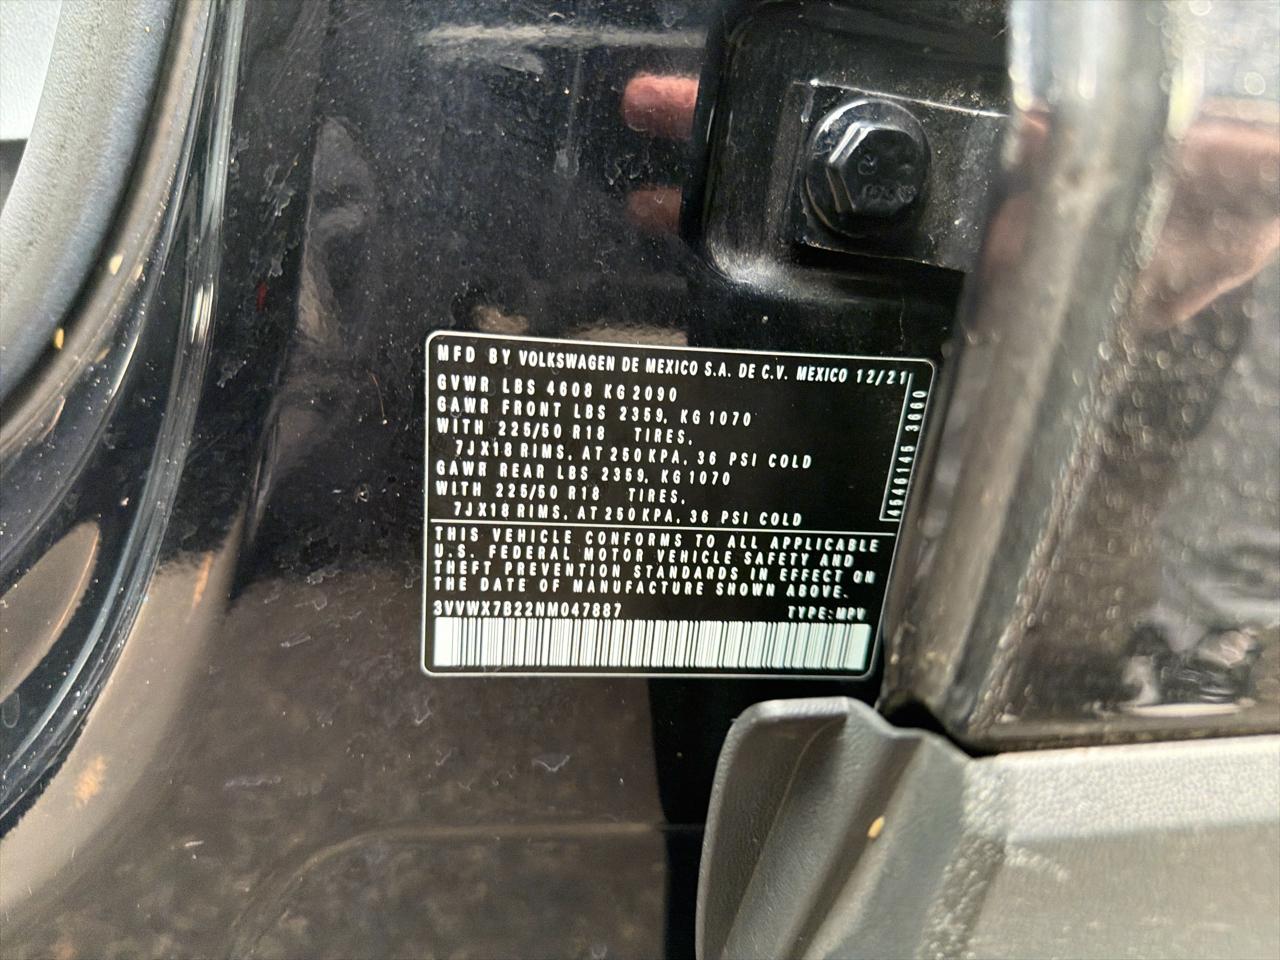 MFD BY VOLKSWAGEN DE MEXICO S.A. DE C.V. MEXICO 12/21
GVWR LBS 4608 KG 2090
GAWR FRONT LBS 2359, KG 1070
WITH 225/50 R18 TIRES,
7JX18 RIMS, AT 250 KPA, 36 PSI COLD
GAWR REAR LBS 2359, KG 1070
WITH 225/50 R18 TIRES,
7JX18 RIMS, AT 250 KPA, 36 PSI COLD
4546145 3660
THIS VEHICLE CONFORMS TO ALL APPLICABLE
U.S. FEDERAL MOTOR VEHICLE SAFETY AND
THEFT PREVENTION STANDARDS IN EFFECT ON
THE DATE OF MANUFACTURE SHOWN ABOVE.
3VVWX7B22NM047887 TYPE: MPV